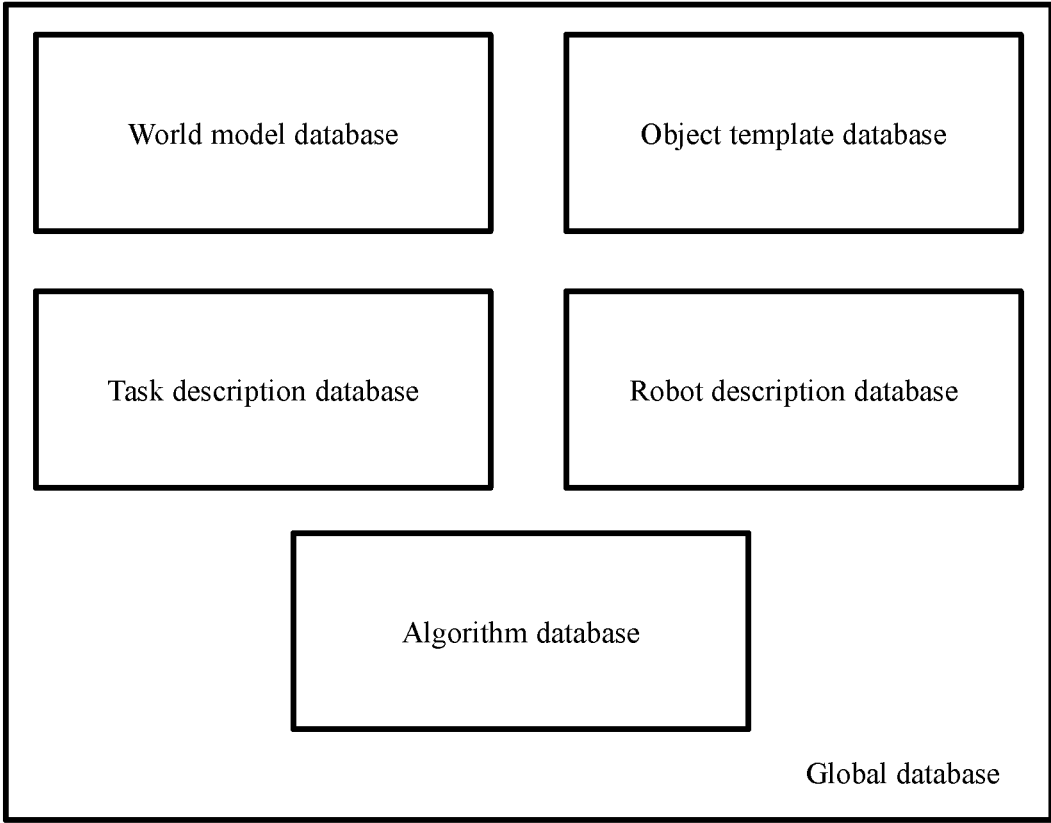 World model database
Object template database
Task description database
Robot description database
Algorithm database
Global database